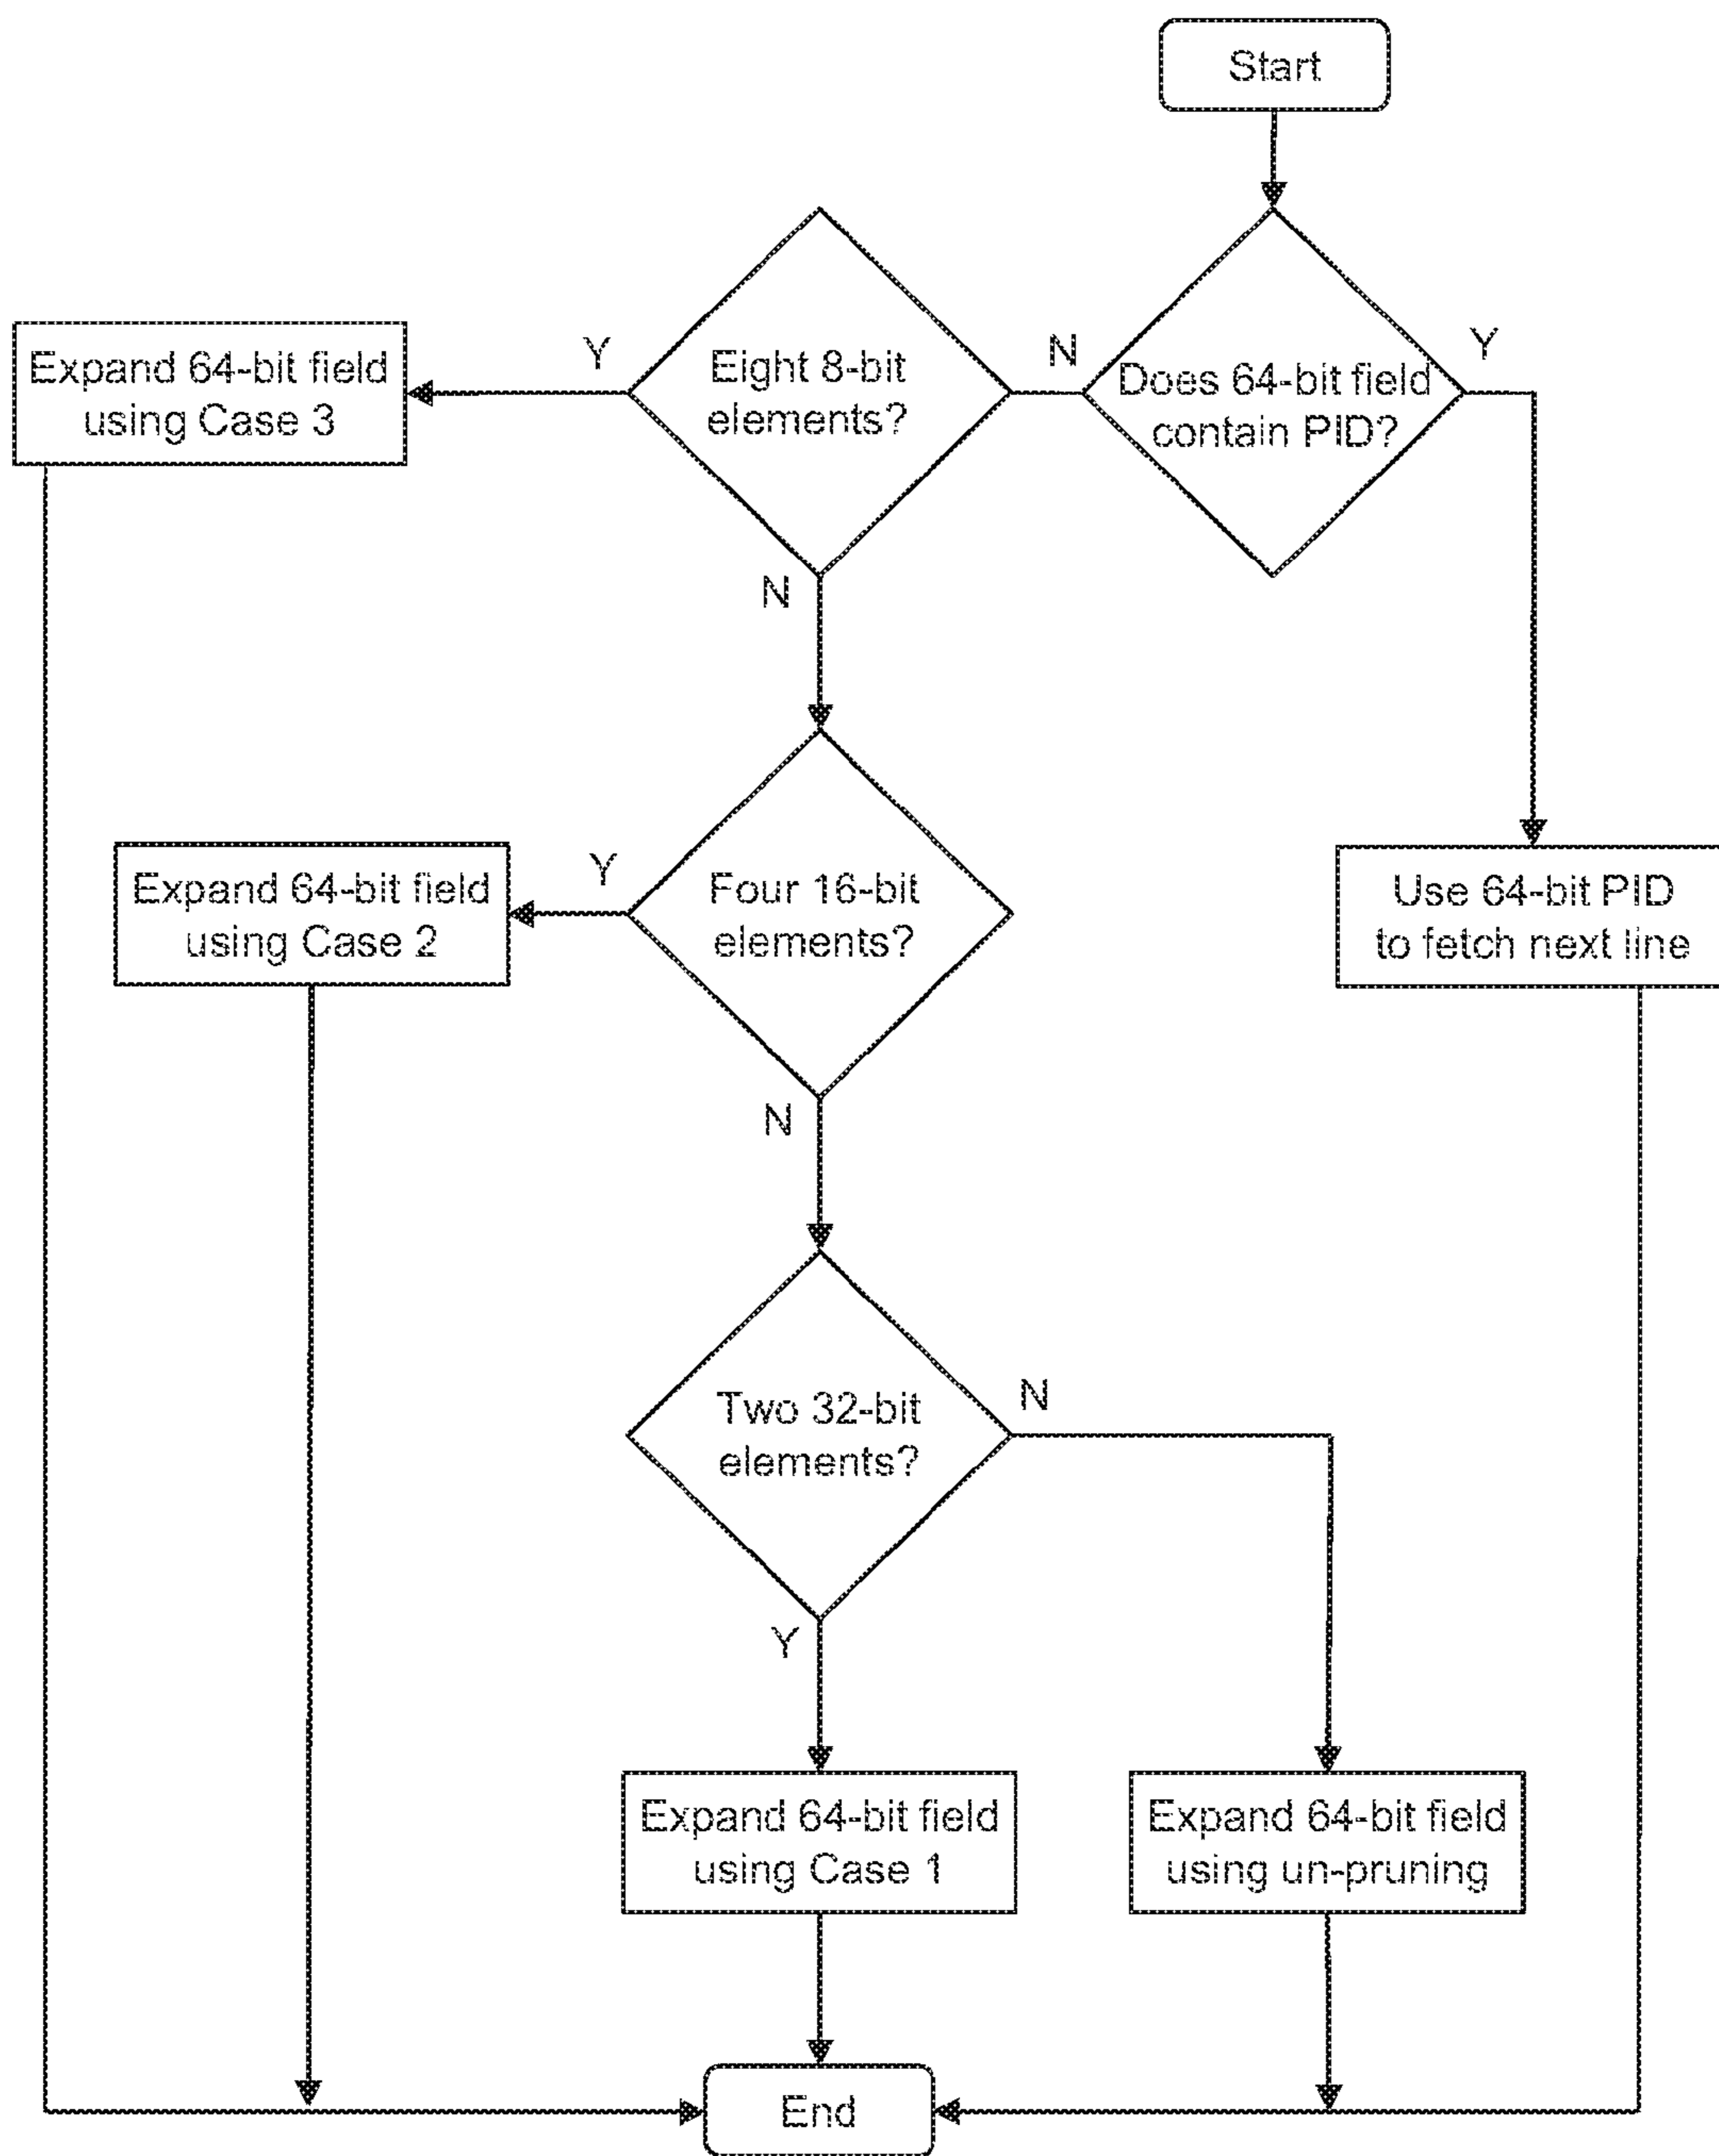 Start
Does 64-bit field
contain PID?
Y
N
Eight 8-bit
elements?
Y
N
Expand 64-bit field
using Case 3
Four 16-bit
elements?
Y
N
Expand 64-bit field
using Case 2
Use 64-bit PID
to fetch next line
Two 32-bit
elements?
N
Y
Expand 64-bit field
using Case 1
Expand 64-bit field
using un-pruning
End